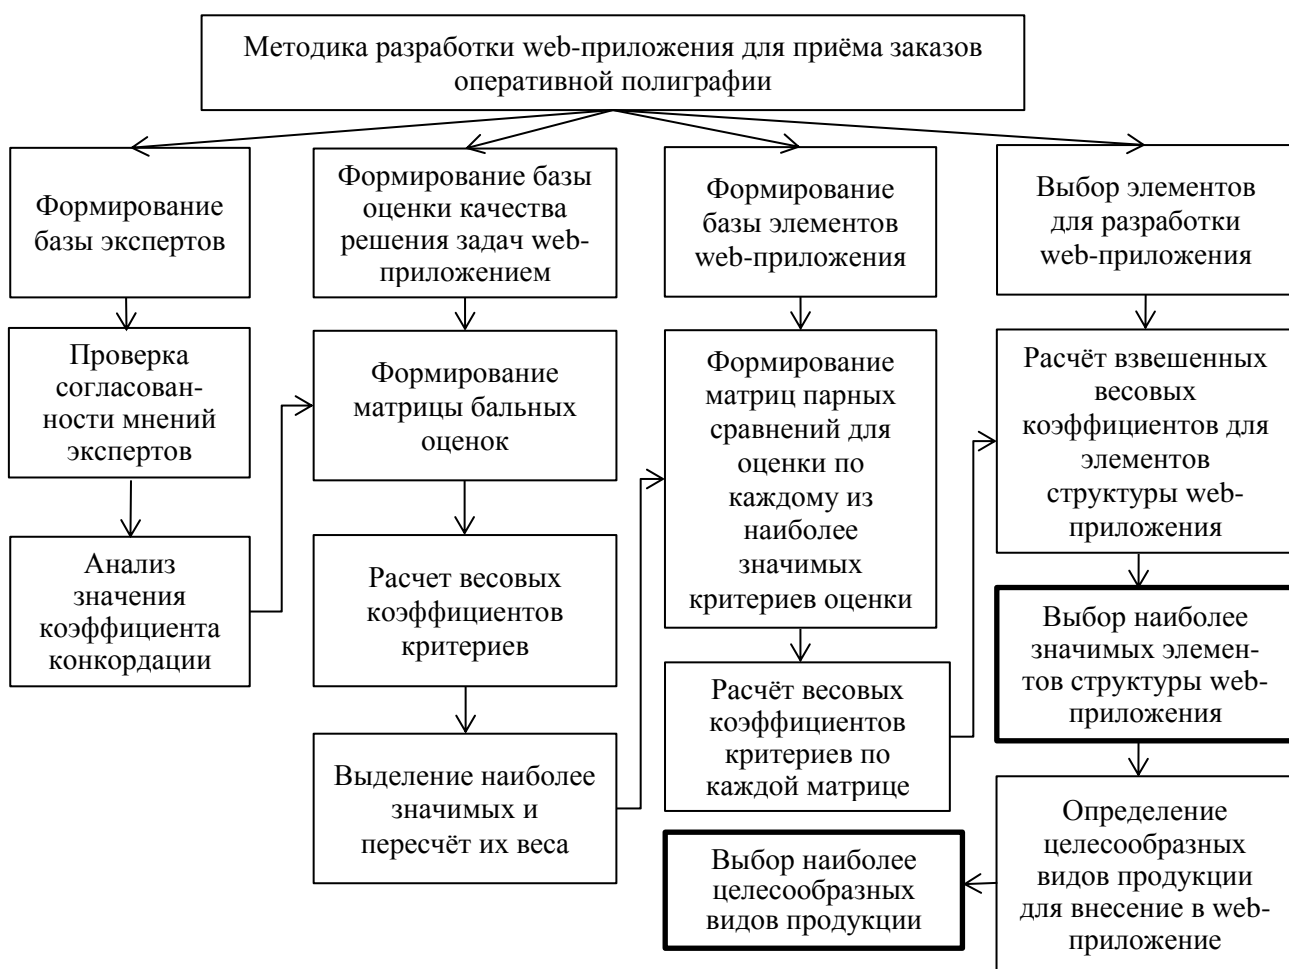 Методика разработки web-приложения для приёма заказов
оперативной полиграфии
Формирование
базы экспертов
Проверка
согласован-
ности мнений
экспертов
Анализ
значения
коэффициента
конкордации
Формирование базы
оценки качества
решения задач web-
приложением
Формирование
матрицы бальных
оценок
Расчет весовых
коэффициентов
критериев
Выделение наиболее
значимых и
пересчёт их веса
Формирование
базы элементов
web-приложения
Формирование
матриц парных
сравнений для
оценки по
каждому из
наиболее
значимых
критериев оценки
Расчёт весовых
коэффициентов
критериев по
каждой матрице
Выбор элементов
для разработки
web-приложения
Расчёт взвешенных
весовых
коэффициентов для
элементов
структуры web-
приложения
Выбор наиболее
значимых элемен-
тов структуры web-
приложения
Определение
целесообразных
видов продукции
для внесение в web-
приложение
Выбор наиболее
целесообразных
видов продукции